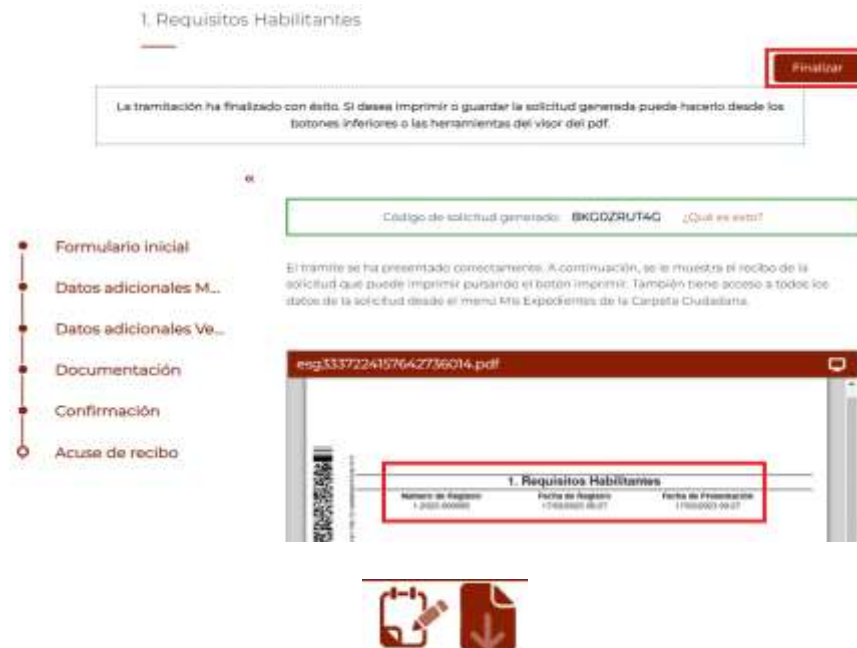 1. Requisitos Habilitantes
Finalizar
La tramitación ha finalizado con éxito. Si desea imprimir o guardar la solicitud generada puede hacerlo desde los
botones inferiores o las herramientas del visor del pdf.
«
Código de solicitud generado: BKG0ZRUT4G ¿Qué es esto?
Formulario inicial
Datos adicionales M...
Datos adicionales Ve...
Documentación
Confirmación
Acuse de recibo
El trámite se ha presentado correctamente. A continuación, se le muestra el recibo de la
solicitud que puede imprimir pulsando el botón imprimir. También tiene acceso a todos los
datos de la solicitud desde el menú Mis Expedientes de la Carpeta Ciudadana.
esg3337224157642736014.pdf
1. Requisitos Habilitantes
Número de Registro Fecha de Registro Fecha de Presentación